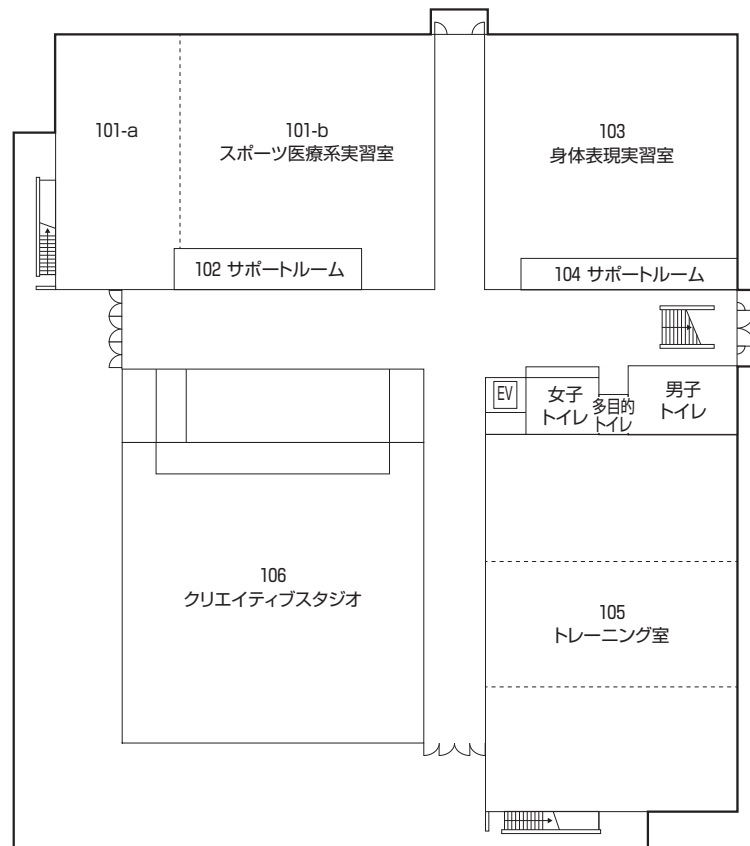 101-a
101-b
スポーツ医療系実習室
103
身体表現実習室
102 サポートルーム
104 サポートルーム
EV
女子
トイレ
多目的
トイレ
男子
トイレ
106
クリエイティブスタジオ
105
トレーニング室